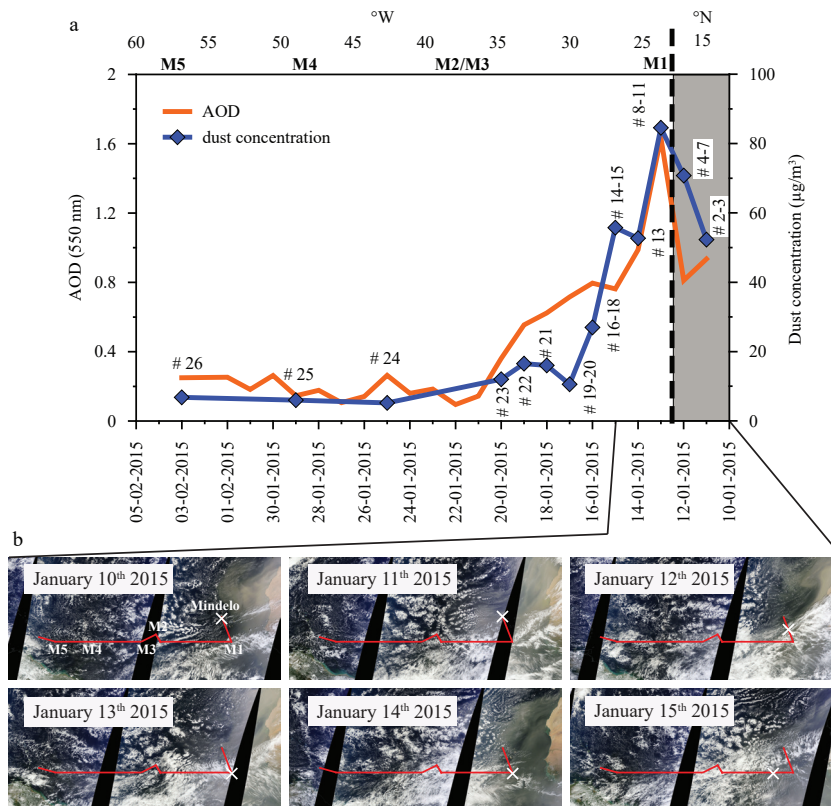 a
°W
°N
60 55 50 45 40 35 30 25 15
M5 M4 M2/M3 M1
AOD (550 nm)
2
1.6
1.2
0.8
0.4
0
AOD
dust concentration
# 26
# 25
# 24
# 23
# 22
# 21
# 19-20
# 16-18
# 14-15
# 13
# 8-11
# 4-7
# 2-3
100
80
60
40
20
0
Dust concentration (µg/m³)
05-02-2015
03-02-2015
01-02-2015
30-01-2015
28-01-2015
26-01-2015
24-01-2015
22-01-2015
20-01-2015
18-01-2015
16-01-2015
14-01-2015
12-01-2015
10-01-2015
b
January 10th 2015
Mindelo
M5 M4 M3 M2 M1
January 11th 2015
January 12th 2015
January 13th 2015
January 14th 2015
January 15th 2015